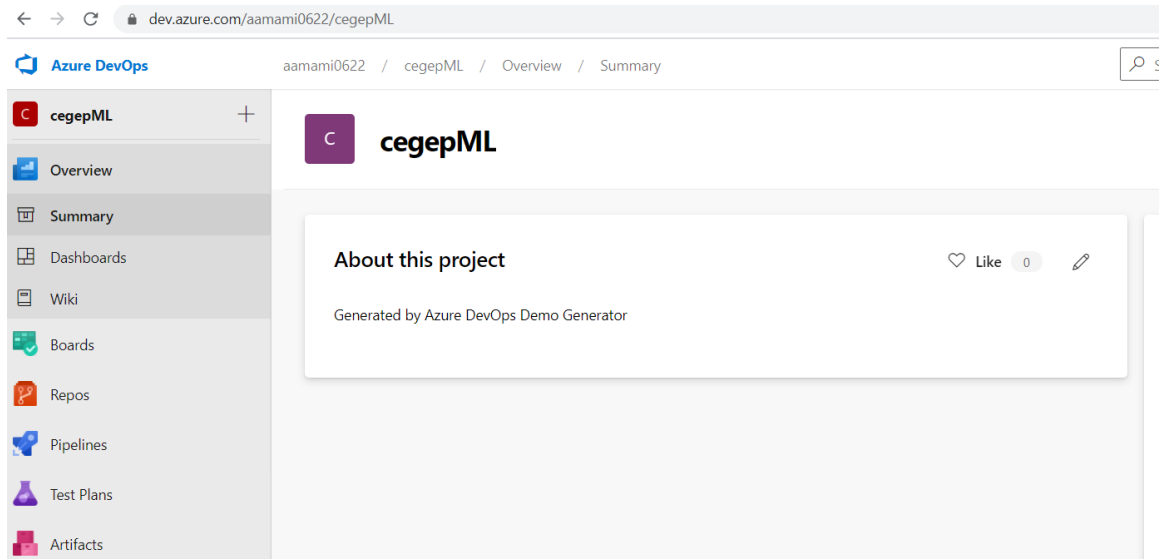 dev.azure.com/aamami0622/cegepML
Azure DevOps
aamami0622 / cegepML / Overview / Summary
C cegepML +
C cegepML
Overview
Summary
About this project
Like 0
Dashboards
Wiki
Generated by Azure DevOps Demo Generator
Boards
Repos
Pipelines
Test Plans
Artifacts